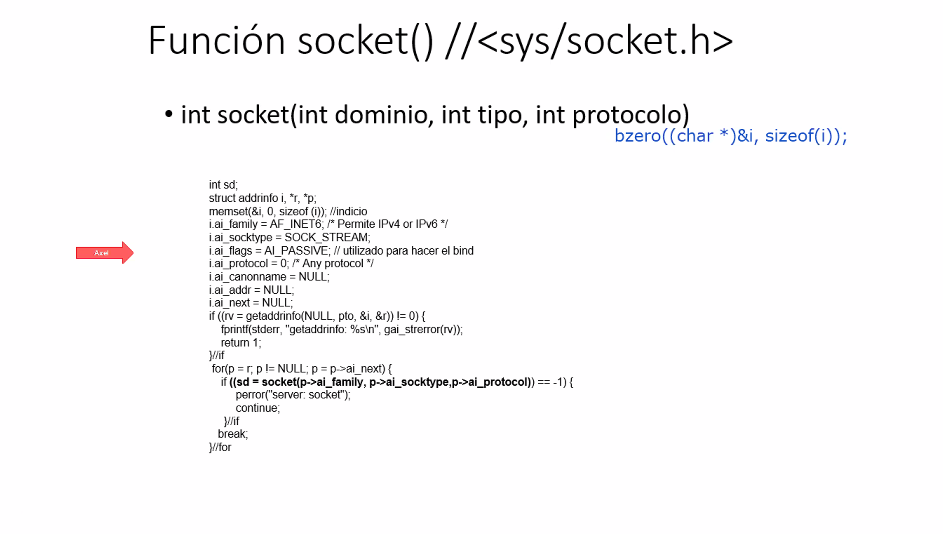 Función socket() //<sys/socket.h>
• int socket(int dominio, int tipo, int protocolo)
bzero((char *)&i, sizeof(i));
int sd;
struct addrinfo i, *r, *p;
memset(&i, 0, sizeof (i)); //indicio
i.ai_family = AF_INET6; /* Permite IPv4 or IPv6 */
i.ai_socktype = SOCK_STREAM;
Axel
i.ai_flags = AI_PASSIVE; // utilizado para hacer el bind
i.ai_protocol = 0; /* Any protocol */
i.ai_canonname = NULL;
i.ai_addr = NULL;
i.ai_next = NULL;
if ((rv = getaddrinfo(NULL, pto, &i, &r)) != 0) {
fprintf(stderr, "getaddrinfo: %s\n", gai_strerror(rv));
return 1;
}//if
for(p = r; p != NULL; p = p->ai_next) {
if ((sd = socket(p->ai_family, p->ai_socktype,p->ai_protocol)) == -1) {
perror("server: socket");
continue;
}//if
break;
}//for